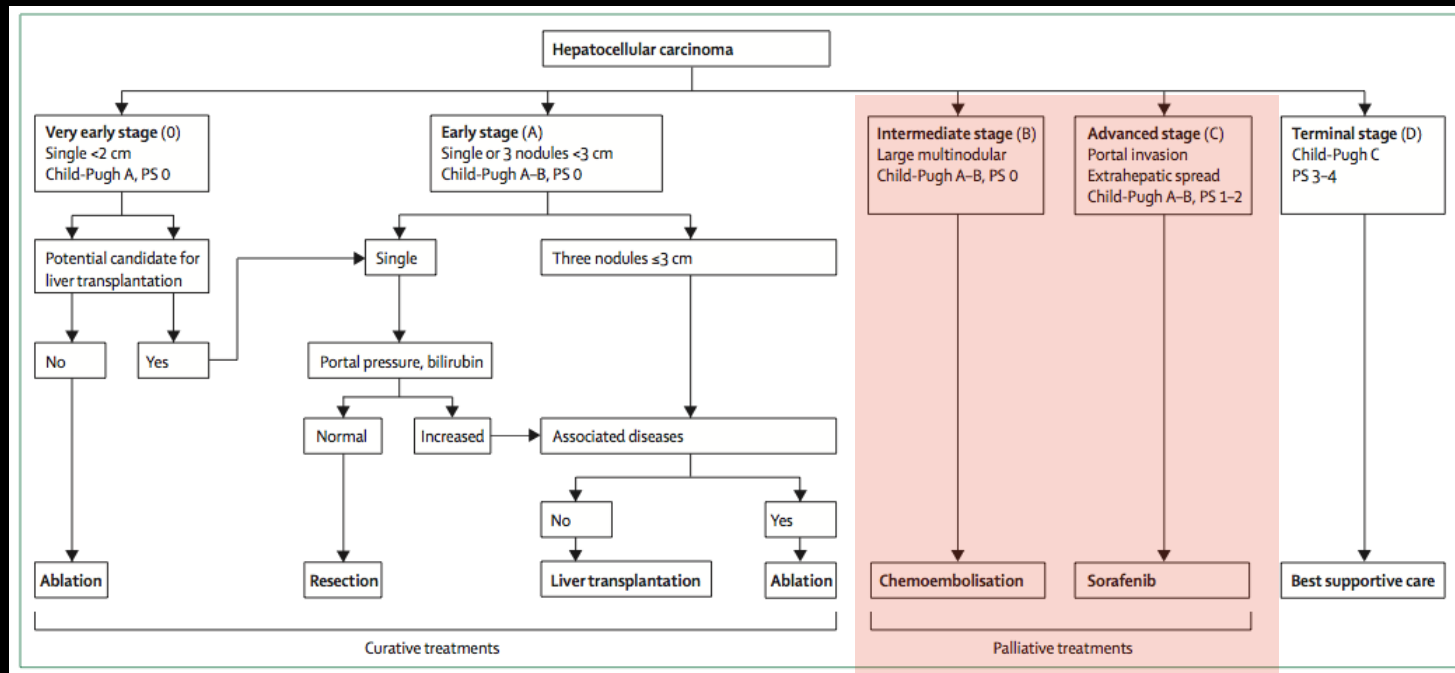 Hepatocellular carcinoma
Very early stage (0)
Single <2 cm
Child-Pugh A, PS 0
Early stage (A)
Single or 3 nodules <3 cm
Child-Pugh A–B, PS 0
Intermediate stage (B)
Large multinodular
Child-Pugh A–B, PS 0
Advanced stage (C)
Portal invasion
Extrahepatic spread
Child-Pugh A–B, PS 1–2
Terminal stage (D)
Child-Pugh C
PS 3–4
Potential candidate for
liver transplantation
Single
Three nodules ≤3 cm
No
Yes
Portal pressure, bilirubin
Normal
Increased
Associated diseases
No
Yes
Ablation
Resection
Liver transplantation
Ablation
Chemoembolisation
Sorafenib
Best supportive care
Curative treatments
Palliative treatments